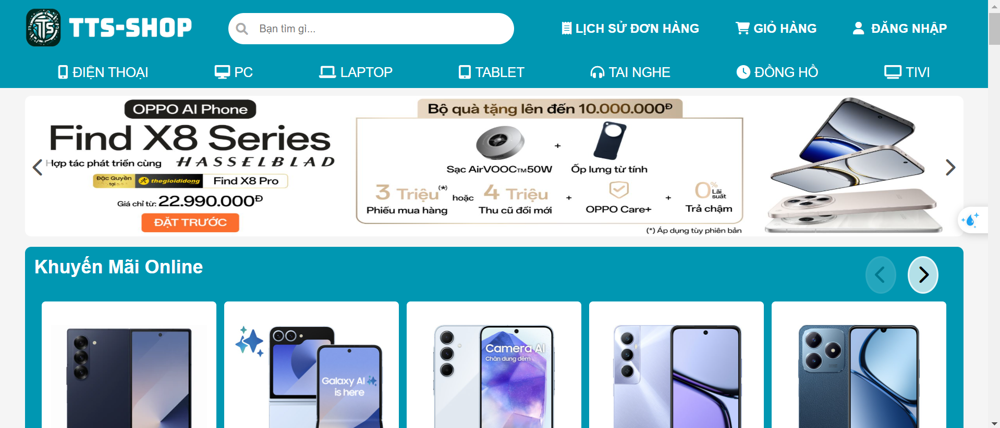 TTS TTS-SHOP
Bạn tìm gì...
LỊCH SỬ ĐƠN HÀNG
GIỎ HÀNG
ĐĂNG NHẬP
ĐIỆN THOẠI
PC
LAPTOP
TABLET
TAI NGHE
ĐỒNG HỒ
TIVI
OPPO AI Phone
Find X8 Series
Hợp tác phát triển cùng HASSELBLAD
Đặc Quyền
tại
thegioididong
Find X8 Pro
Giá chỉ từ: 22.990.000Đ
ĐẶT TRƯỚC
Bộ quà tặng lên đến 10.000.000Đ
+
Sạc AirVOOC™50W
Ốp lưng từ tính
3 Triệu(*)
Phiếu mua hàng
hoặc
4 Triệu
Thu cũ đổi mới
+
OPPO Care+
+
0% Lãi
suất
Trả chậm
(*) Áp dụng tùy phiên bản
Khuyến Mãi Online
Galaxy AI
is here
Camera AI
Chân dung đêm